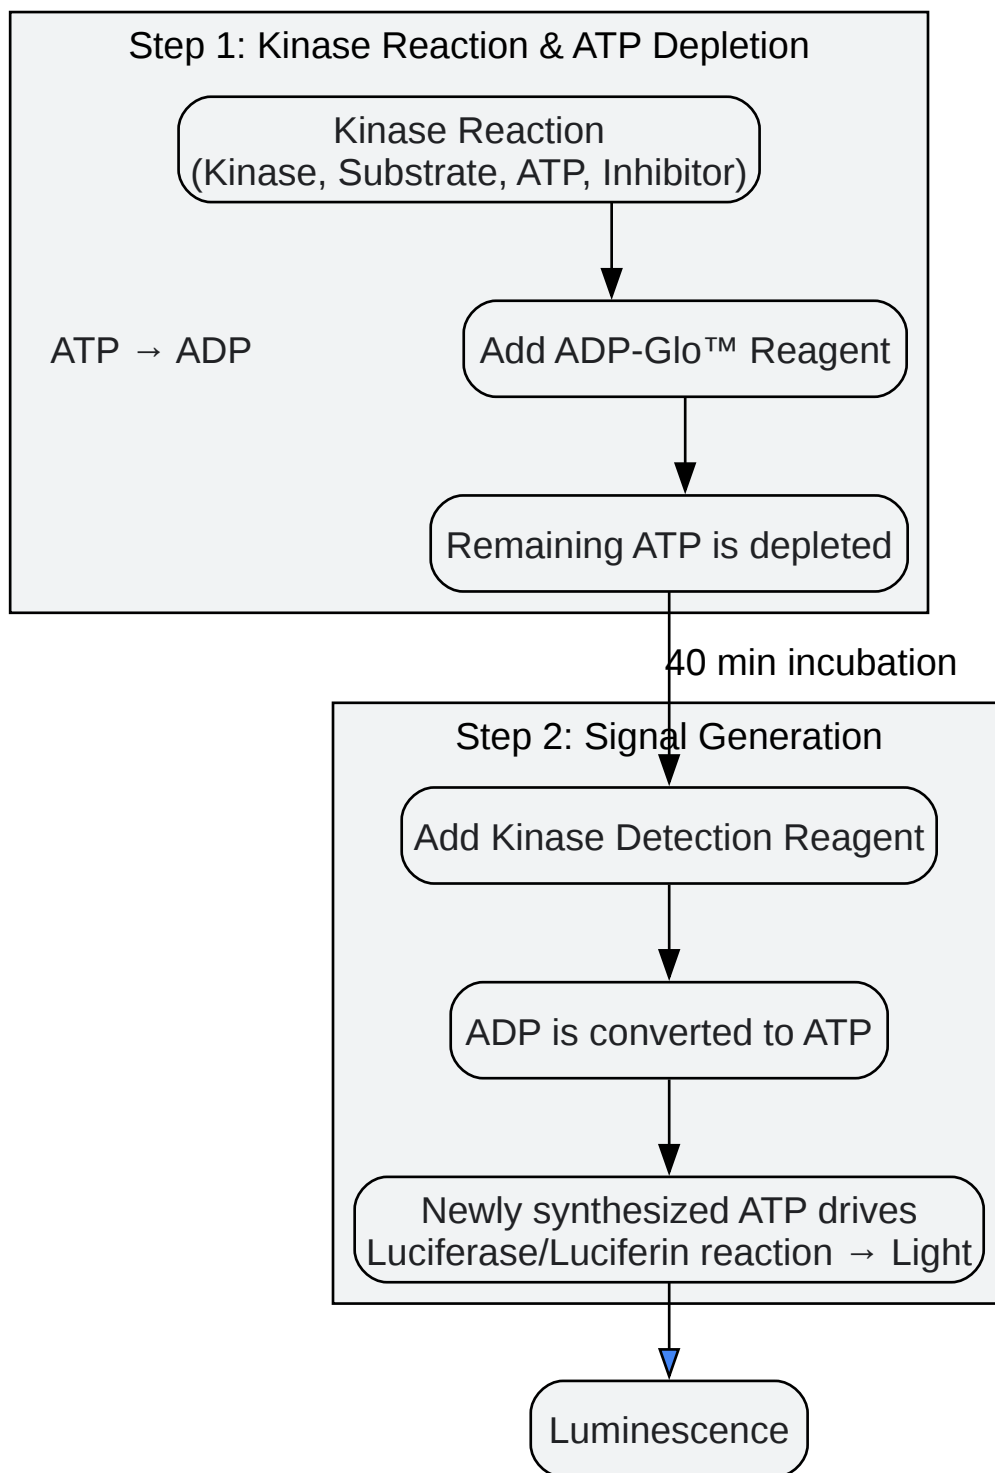 Step 1: Kinase Reaction & ATP Depletion
Kinase Reaction
(Kinase, Substrate, ATP, Inhibitor)
ATP → ADP
Add ADP-Glo™ Reagent
Remaining ATP is depleted
40 min incubation
Step 2: Signal Generation
Add Kinase Detection Reagent
ADP is converted to ATP
Newly synthesized ATP drives
Luciferase/Luciferin reaction → Light
Luminescence